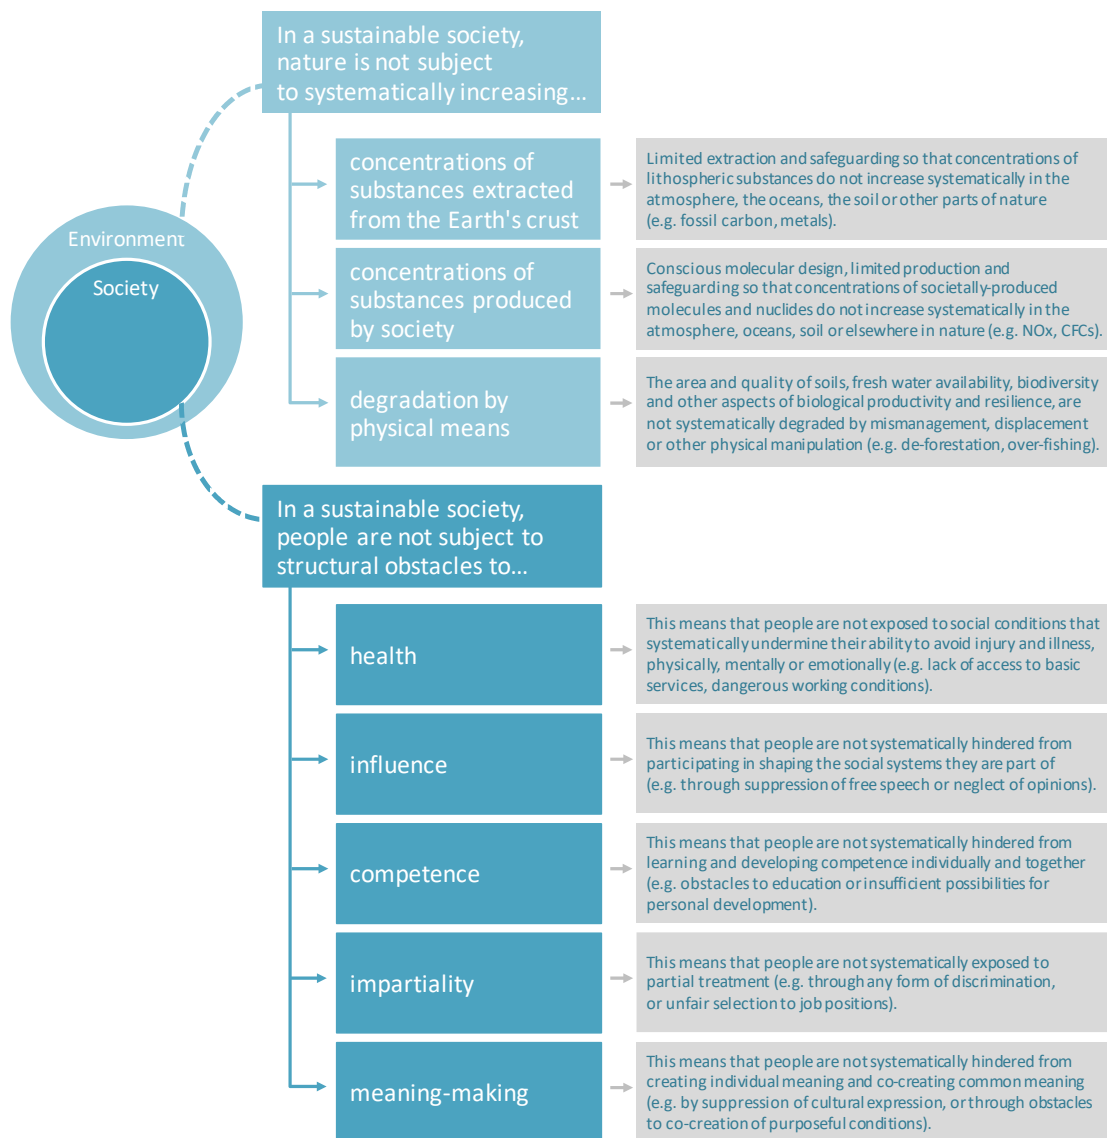 In a sustainable society,
nature is not subject
to systematically increasing...
concentrations of
substances extracted
from the Earth's crust
Limited extraction and safeguarding so that concentrations of
lithospheric substances do not increase systematically in the
atmosphere, the oceans, the soil or other parts of nature
(e.g. fossil carbon, metals).
Environment
Society
concentrations of
substances produced
by society
Conscious molecular design, limited production and
safeguarding so that concentrations of societally-produced
molecules and nuclides do not increase systematically in the
atmosphere, oceans, soil or elsewhere in nature (e.g. NOx, CFCs).
degradation by
physical means
The area and quality of soils, fresh water availability, biodiversity
and other aspects of biological productivity and resilience, are
not systematically degraded by mismanagement, displacement
or other physical manipulation (e.g. de-forestation, over-fishing).
In a sustainable society,
people are not subject to
structural obstacles to...
health
This means that people are not exposed to social conditions that
systematically undermine their ability to avoid injury and illness,
physically, mentally or emotionally (e.g. lack of access to basic
services, dangerous working conditions).
influence
This means that people are not systematically hindered from
participating in shaping the social systems they are part of
(e.g. through suppression of free speech or neglect of opinions).
competence
This means that people are not systematically hindered from
learning and developing competence individually and together
(e.g. obstacles to education or insufficient possibilities for
personal development).
impartiality
This means that people are not systematically exposed to
partial treatment (e.g. through any form of discrimination,
or unfair selection to job positions).
meaning-making
This means that people are not systematically hindered from
creating individual meaning and co-creating common meaning
(e.g. by suppression of cultural expression, or through obstacles
to co-creation of purposeful conditions).